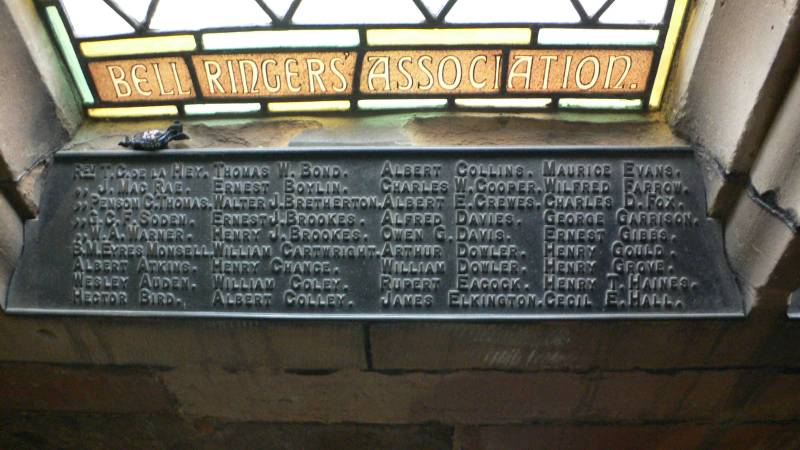 BELL RINGERS' ASSOCIATION.
REV T. C. DE LA HEY. THOMAS W. BOND. ALBERT COLLINS. MAURICE EVANS.
,, J. MAC RAE. ERNEST BOYLIN. CHARLES W. COOPER. WILFRED FARROW.
,, PENSON C. THOMAS. WALTER J. BRETHERTON. ALBERT E. CREWES. CHARLES D. FOX.
,, G. C. F. SODEN. ERNEST J. BROOKES. ALFRED DAVIES. GEORGE GARRISON.
,, W. A. WARNER. HENRY J. BROOKES. OWEN G. DAVIS. ERNEST GIBBS.
B. M. EYRES MONSELL. WILLIAM CARTWRIGHT. ARTHUR DOWLER. HENRY GOULD.
ALBERT ATKINS. HENRY CHANCE. WILLIAM DOWLER. HENRY GROVE.
WESLEY AUDEN. WILLIAM COLEY. RUPERT EACOCK. HENRY T. HAINES.
HECTOR BIRD. ALBERT COLLEY. JAMES ELKINGTON. CECIL E. HALL.